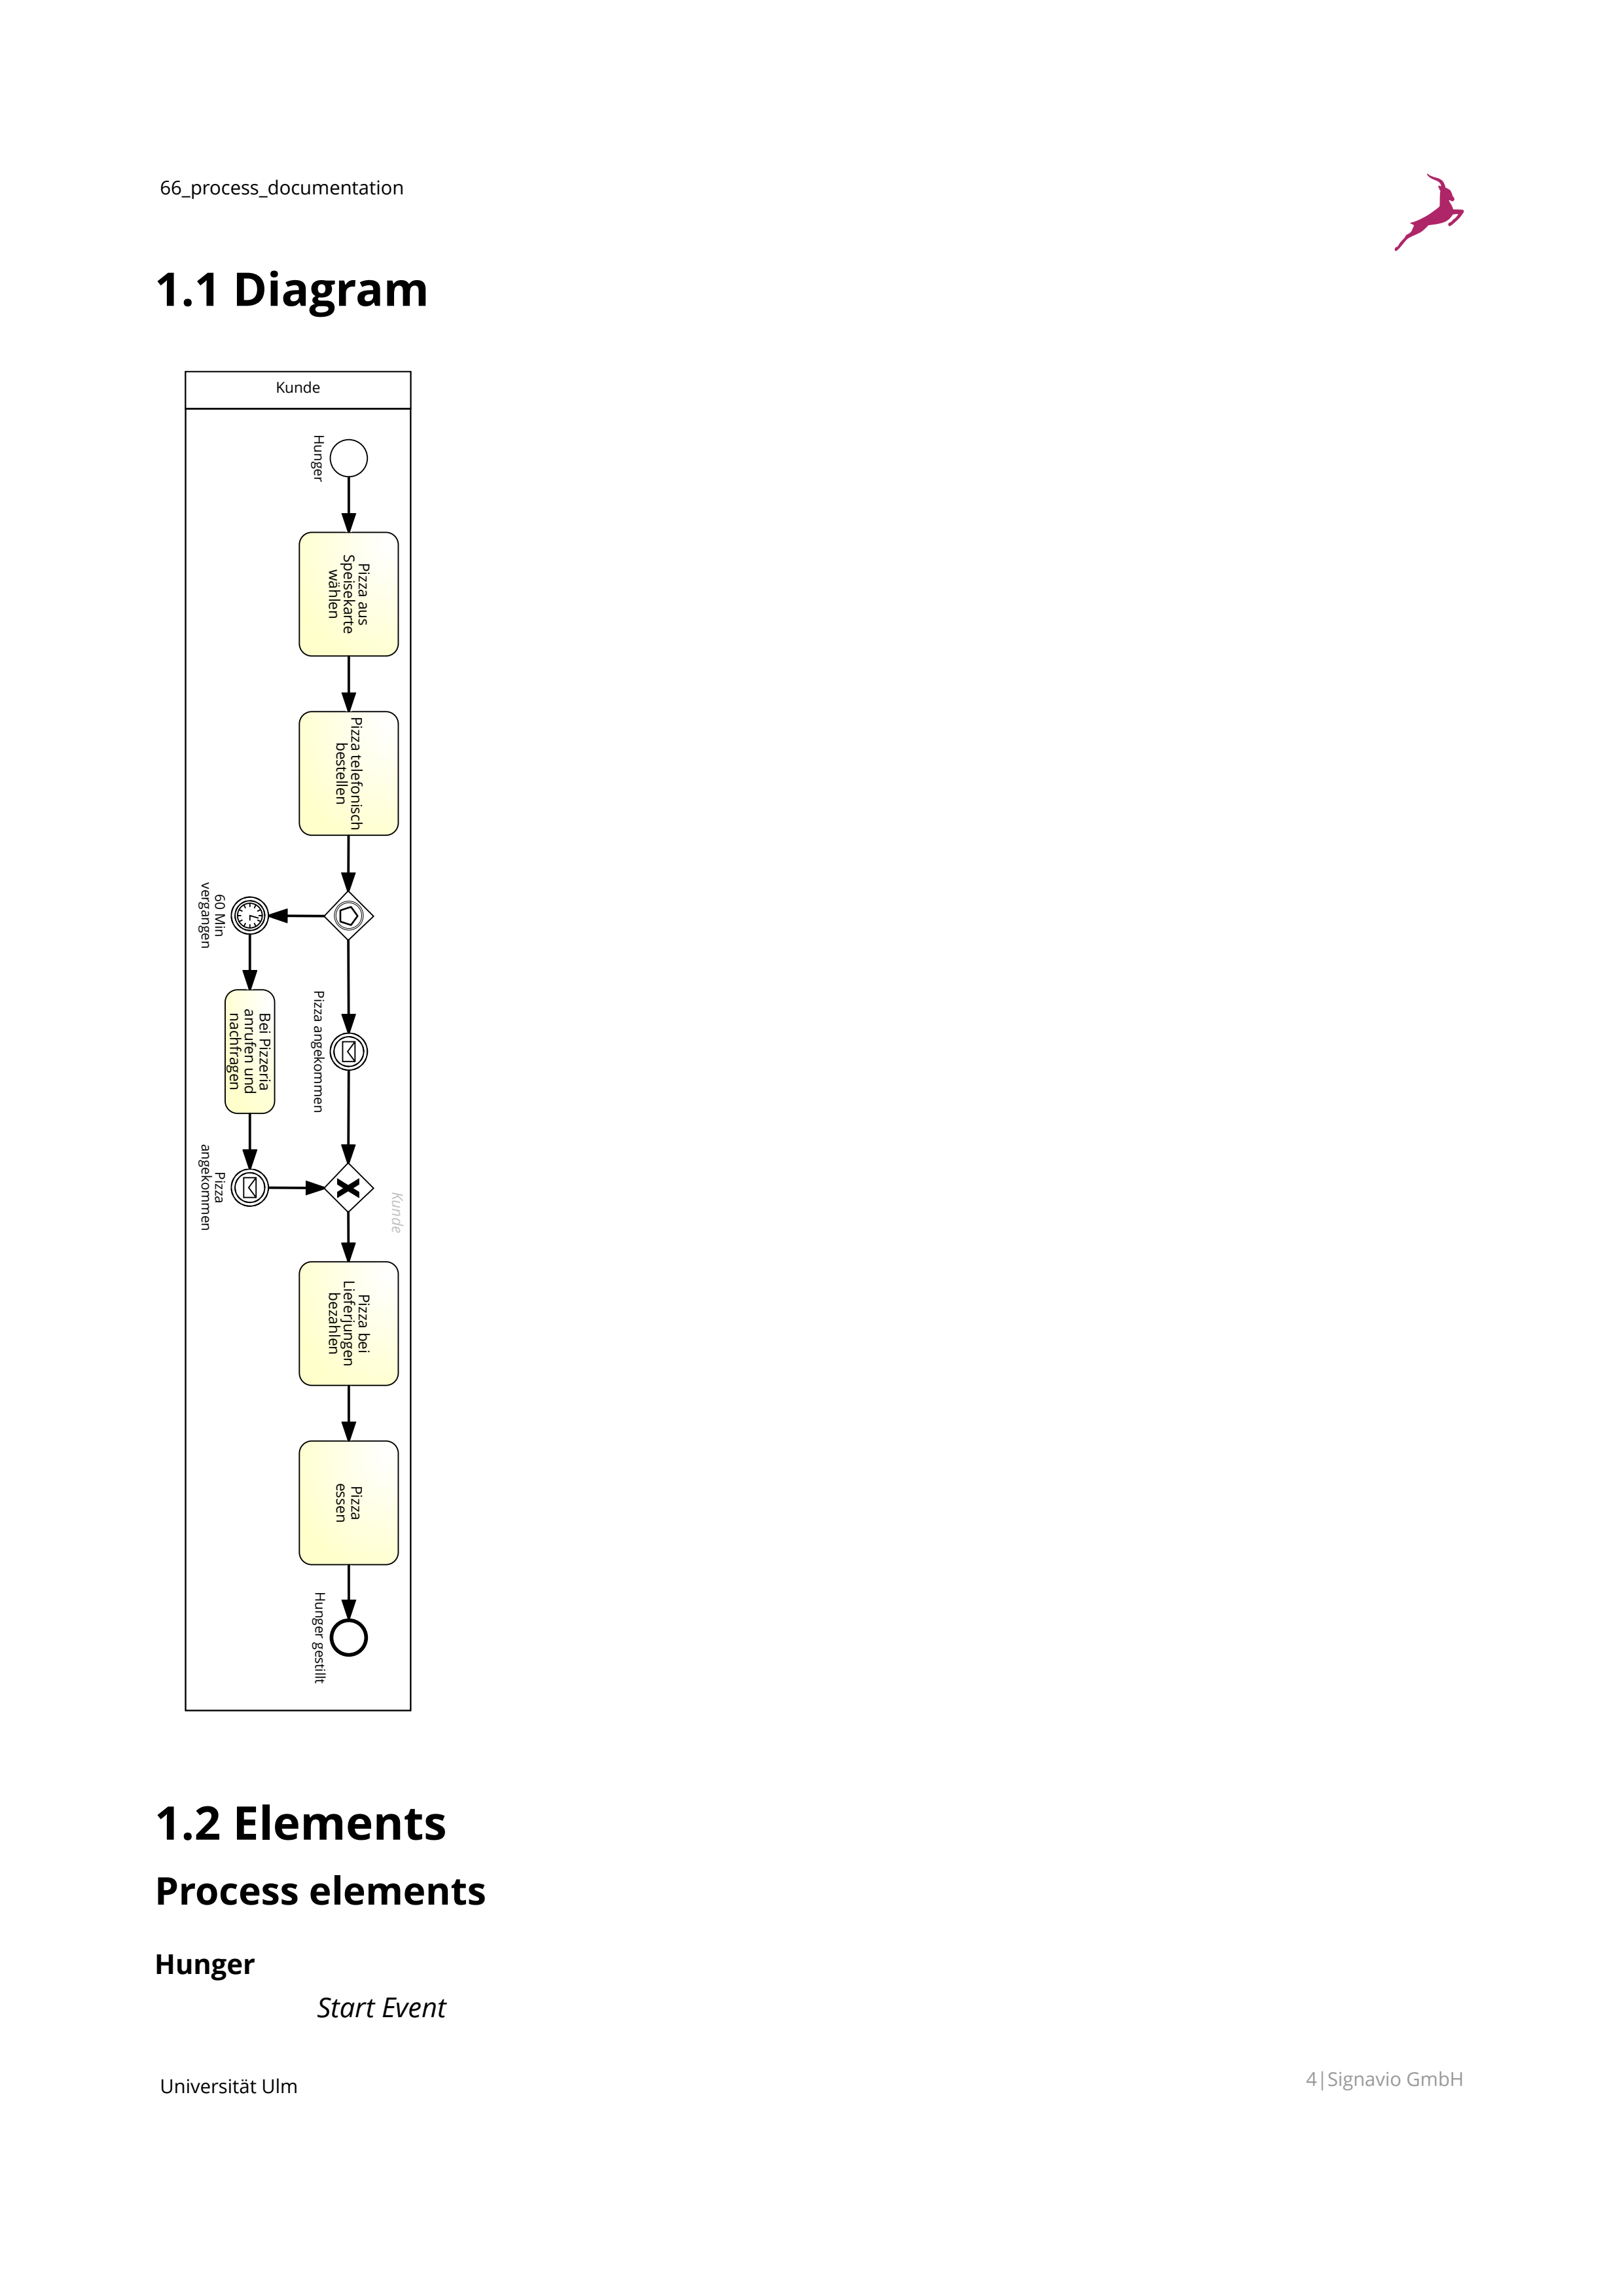 66_process_documentation
1.1 Diagram
Kunde
Hunger
Pizza aus
Speisekarte
wählen
Pizza telefonisch
bestellen
60 Min
vergangen
Pizza angekommen
Bei Pizzeria
anrufen und
nachfragen
Pizza
angekommen
Kunde
Pizza bei
Lieferjungen
bezahlen
Pizza
essen
Hunger gestillt
1.2 Elements
Process elements
Hunger
Start Event
Universität Ulm
4|Signavio GmbH